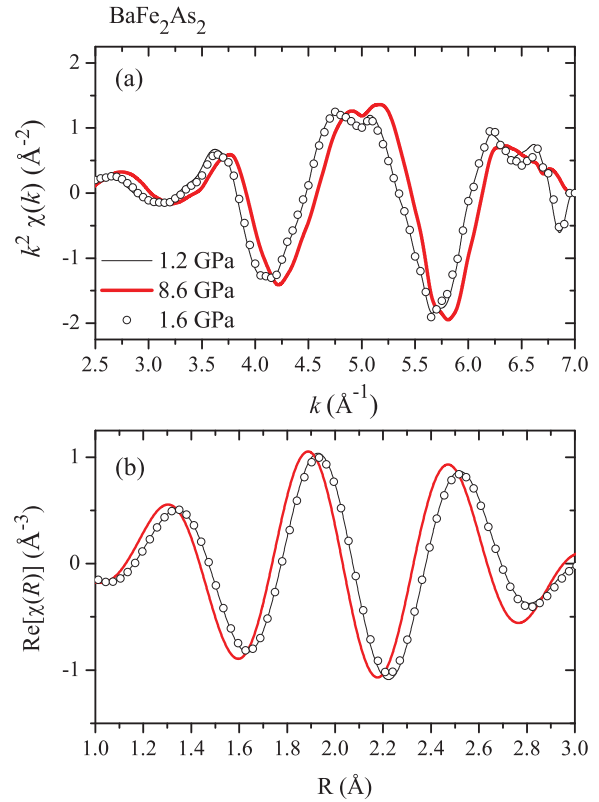 BaFe₂As₂
(a)
k² χ(k) (Å⁻²)
2
1
0
-1
-2
1.2 GPa
8.6 GPa
1.6 GPa
2.5 3.0 3.5 4.0 4.5 5.0 5.5 6.0 6.5 7.0
k (Å⁻¹)
(b)
Re[χ(R)] (Å⁻³)
1
0
-1
1.0 1.2 1.4 1.6 1.8 2.0 2.2 2.4 2.6 2.8 3.0
R (Å)